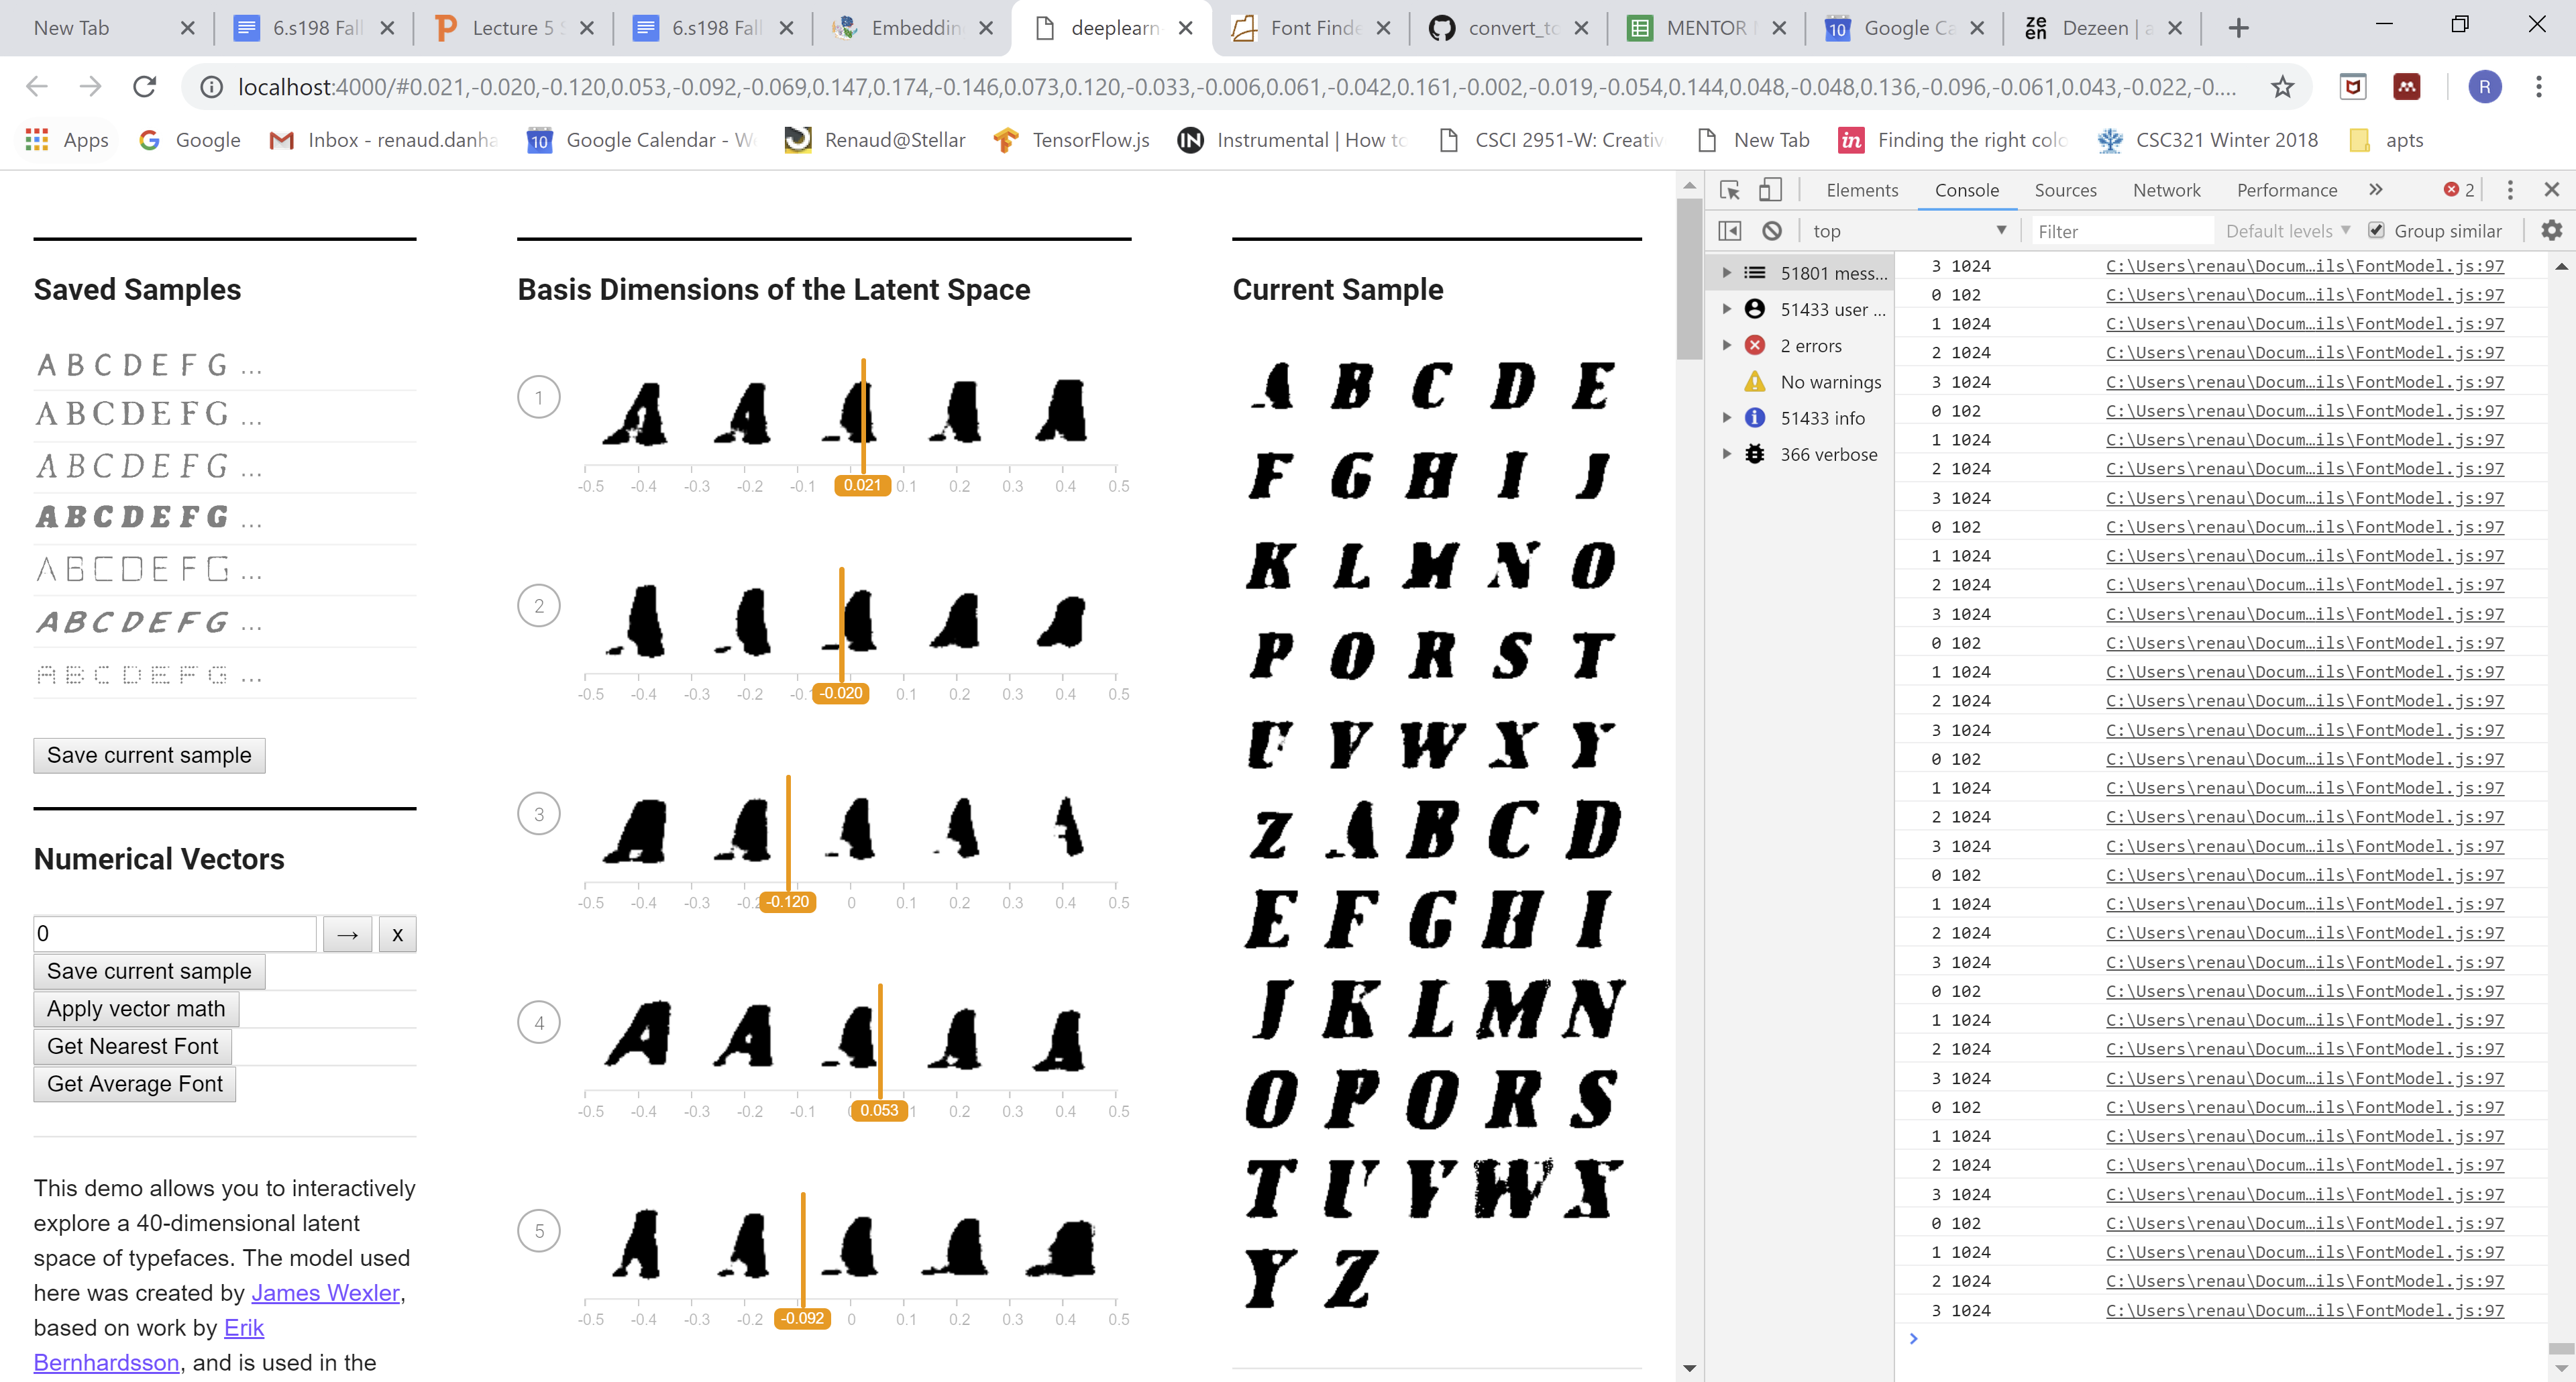 New Tab
6.s198 Fal
Lecture 5 S
6.s198 Fal
Embeddin
deeplearn
Font Finde
convert_to
MENTOR
Google Ca
ze en Dezeen | a
localhost:4000/#0.021,-0.020,-0.120,0.053,-0.092,-0.069,0.147,0.174,-0.146,0.073,0.120,-0.033,-0.006,0.061,-0.042,0.161,-0.002,-0.019,-0.054,0.144,0.048,-0.048,0.136,-0.096,-0.061,0.043,-0.022,-0.... R
Apps Google Inbox - renaud.danha Google Calendar - We Renaud@Stellar TensorFlow.js Instrumental | How to CSCI 2951-W: Creativ New Tab Finding the right colo CSC321 Winter 2018 apts
Saved Samples
A B C D E F G ...
A B C D E F G ...
A B C D E F G ...
A B C D E F G ...
A B C D E F G ...
A B C D E F G ...
A B C D E F G ...
Save current sample
Numerical Vectors
0 → x
Save current sample
Apply vector math
Get Nearest Font
Get Average Font
This demo allows you to interactively
explore a 40-dimensional latent
space of typefaces. The model used
here was created by James Wexler,
based on work by Erik
Bernhardsson, and is used in the
Basis Dimensions of the Latent Space
1 A A A A A
-0.5 -0.4 -0.3 -0.2 -0.1 0.021 0.1 0.2 0.3 0.4 0.5
2 A A A A A
-0.5 -0.4 -0.3 -0.2 -0. -0.020 0.1 0.2 0.3 0.4 0.5
3 A A A A A
-0.5 -0.4 -0.3 -0.2 -0.120 0 0.1 0.2 0.3 0.4 0.5
4 A A A A A
-0.5 -0.4 -0.3 -0.2 -0.1 0.053 1 0.2 0.3 0.4 0.5
5 A A A A A
-0.5 -0.4 -0.3 -0.2 -0.092 0 0.1 0.2 0.3 0.4 0.5
Current Sample
A B C D E
F G H I J
K L M N O
P O R S T
U V W X Y
Z A B C D
E F G H I
J K L M N
O P O R S
T U V W X
Y Z
Elements Console Sources Network Performance » 2
top Filter Default levels Group similar
51801 mess...
51433 user ...
2 errors
No warnings
51433 info
366 verbose
3 1024 C:\Users\renau\Docum…ils\FontModel.js:97
0 102 C:\Users\renau\Docum…ils\FontModel.js:97
1 1024 C:\Users\renau\Docum…ils\FontModel.js:97
2 1024 C:\Users\renau\Docum…ils\FontModel.js:97
3 1024 C:\Users\renau\Docum…ils\FontModel.js:97
0 102 C:\Users\renau\Docum…ils\FontModel.js:97
1 1024 C:\Users\renau\Docum…ils\FontModel.js:97
2 1024 C:\Users\renau\Docum…ils\FontModel.js:97
3 1024 C:\Users\renau\Docum…ils\FontModel.js:97
0 102 C:\Users\renau\Docum…ils\FontModel.js:97
1 1024 C:\Users\renau\Docum…ils\FontModel.js:97
2 1024 C:\Users\renau\Docum…ils\FontModel.js:97
3 1024 C:\Users\renau\Docum…ils\FontModel.js:97
0 102 C:\Users\renau\Docum…ils\FontModel.js:97
1 1024 C:\Users\renau\Docum…ils\FontModel.js:97
2 1024 C:\Users\renau\Docum…ils\FontModel.js:97
3 1024 C:\Users\renau\Docum…ils\FontModel.js:97
0 102 C:\Users\renau\Docum…ils\FontModel.js:97
1 1024 C:\Users\renau\Docum…ils\FontModel.js:97
2 1024 C:\Users\renau\Docum…ils\FontModel.js:97
3 1024 C:\Users\renau\Docum…ils\FontModel.js:97
0 102 C:\Users\renau\Docum…ils\FontModel.js:97
1 1024 C:\Users\renau\Docum…ils\FontModel.js:97
2 1024 C:\Users\renau\Docum…ils\FontModel.js:97
3 1024 C:\Users\renau\Docum…ils\FontModel.js:97
0 102 C:\Users\renau\Docum…ils\FontModel.js:97
1 1024 C:\Users\renau\Docum…ils\FontModel.js:97
2 1024 C:\Users\renau\Docum…ils\FontModel.js:97
3 1024 C:\Users\renau\Docum…ils\FontModel.js:97
0 102 C:\Users\renau\Docum…ils\FontModel.js:97
1 1024 C:\Users\renau\Docum…ils\FontModel.js:97
2 1024 C:\Users\renau\Docum…ils\FontModel.js:97
3 1024 C:\Users\renau\Docum…ils\FontModel.js:97
0 102 C:\Users\renau\Docum…ils\FontModel.js:97
1 1024 C:\Users\renau\Docum…ils\FontModel.js:97
2 1024 C:\Users\renau\Docum…ils\FontModel.js:97
3 1024 C:\Users\renau\Docum…ils\FontModel.js:97